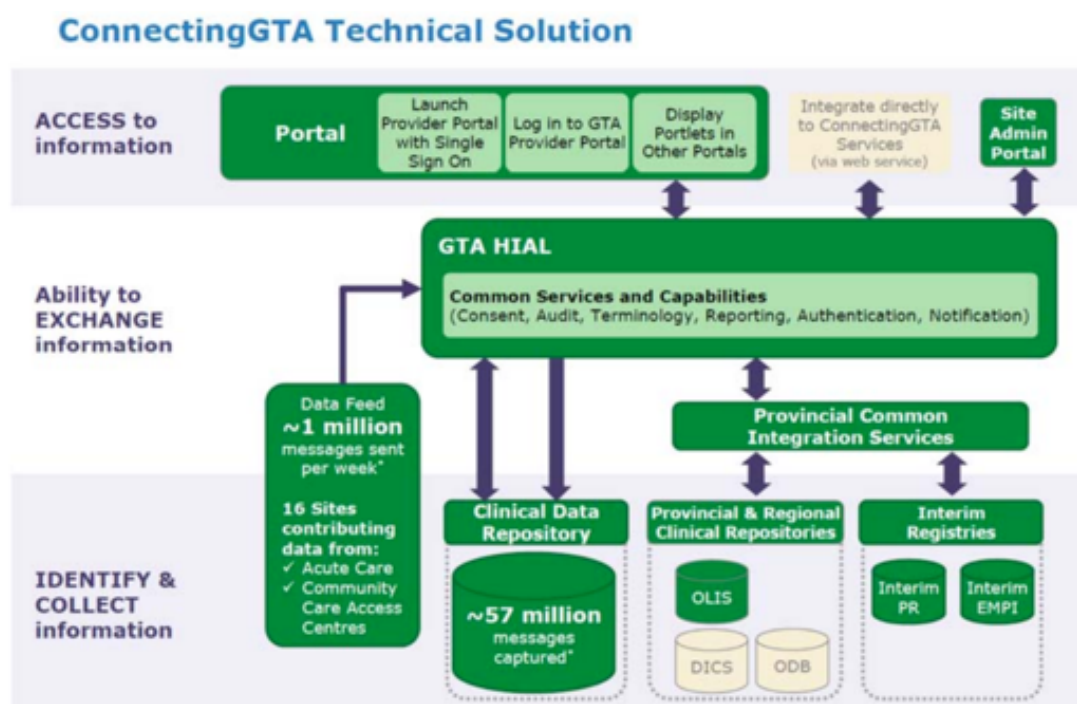 ConnectingGTA Technical Solution
ACCESS to
information
Portal
Launch
Provider Portal
with Single
Sign On
Log in to GTA
Provider Portal
Display
Portlets in
Other Portals
Integrate directly
to ConnectingGTA
Services
(via web service)
Site
Admin
Portal
Ability to
EXCHANGE
information
GTA HIAL
Common Services and Capabilities
(Consent, Audit, Terminology, Reporting, Authentication, Notification)
Data Feed
~1 million
messages sent
per week*
16 Sites
contributing
data from:
✓ Acute Care
✓ Community
Care Access
Centres
Provincial Common
Integration Services
IDENTIFY &
COLLECT
information
Clinical Data
Repository
~57 million
messages
captured*
Provincial & Regional
Clinical Repositories
OLIS
DICS
ODB
Interim
Registries
Interim
PR
Interim
EMPI